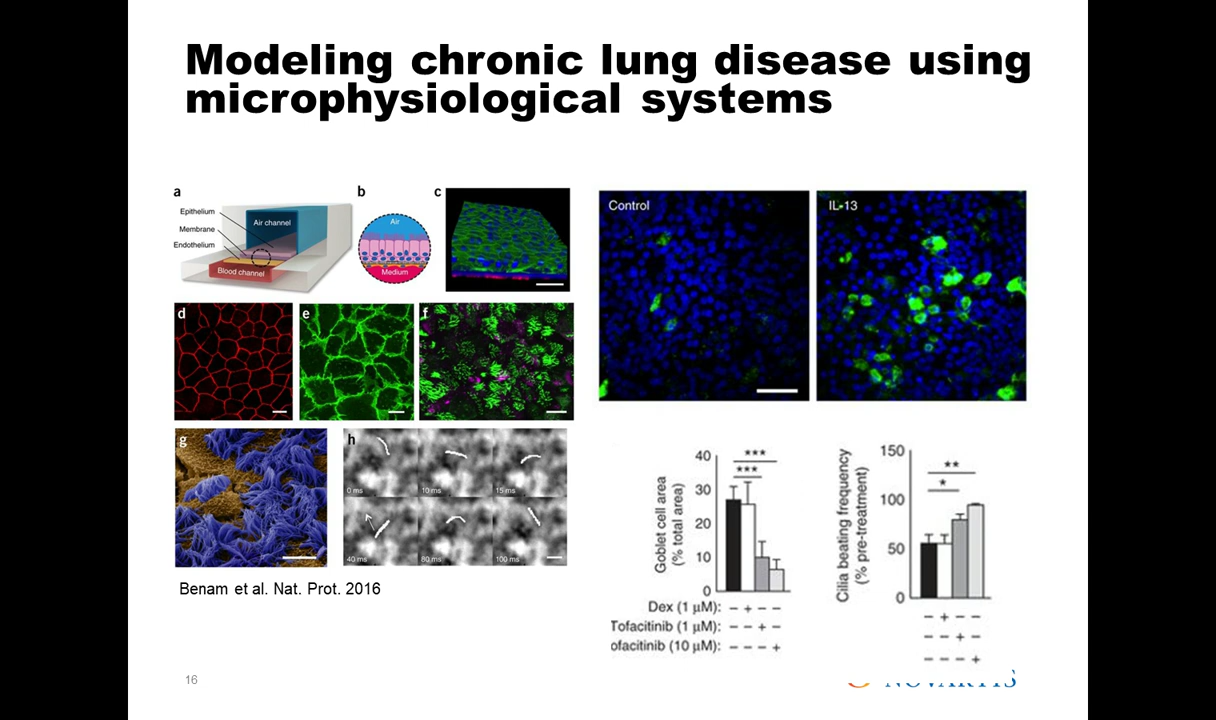 Modeling chronic lung disease using
microphysiological systems
a
Epithelium
Membrane
Endothelium
Air channel
Blood channel
b
Air
Medium
c
d
e
f
g
h
0 ms
10 ms
15 ms
40 ms
80 ms
100 ms
Benam et al. Nat. Prot. 2016
Control
IL-13
Goblet cell area
(% total area)
40
30
20
10
0
***
***
Dex (1 µM): – + – –
Tofacitinib (1 µM): – – + –
ofacitinib (10 µM): – – – +
Cilia beating frequency
(% pre-treatment)
150
100
50
0
**
*
– + – –
– – + –
– – – +
16
NOVARTIS